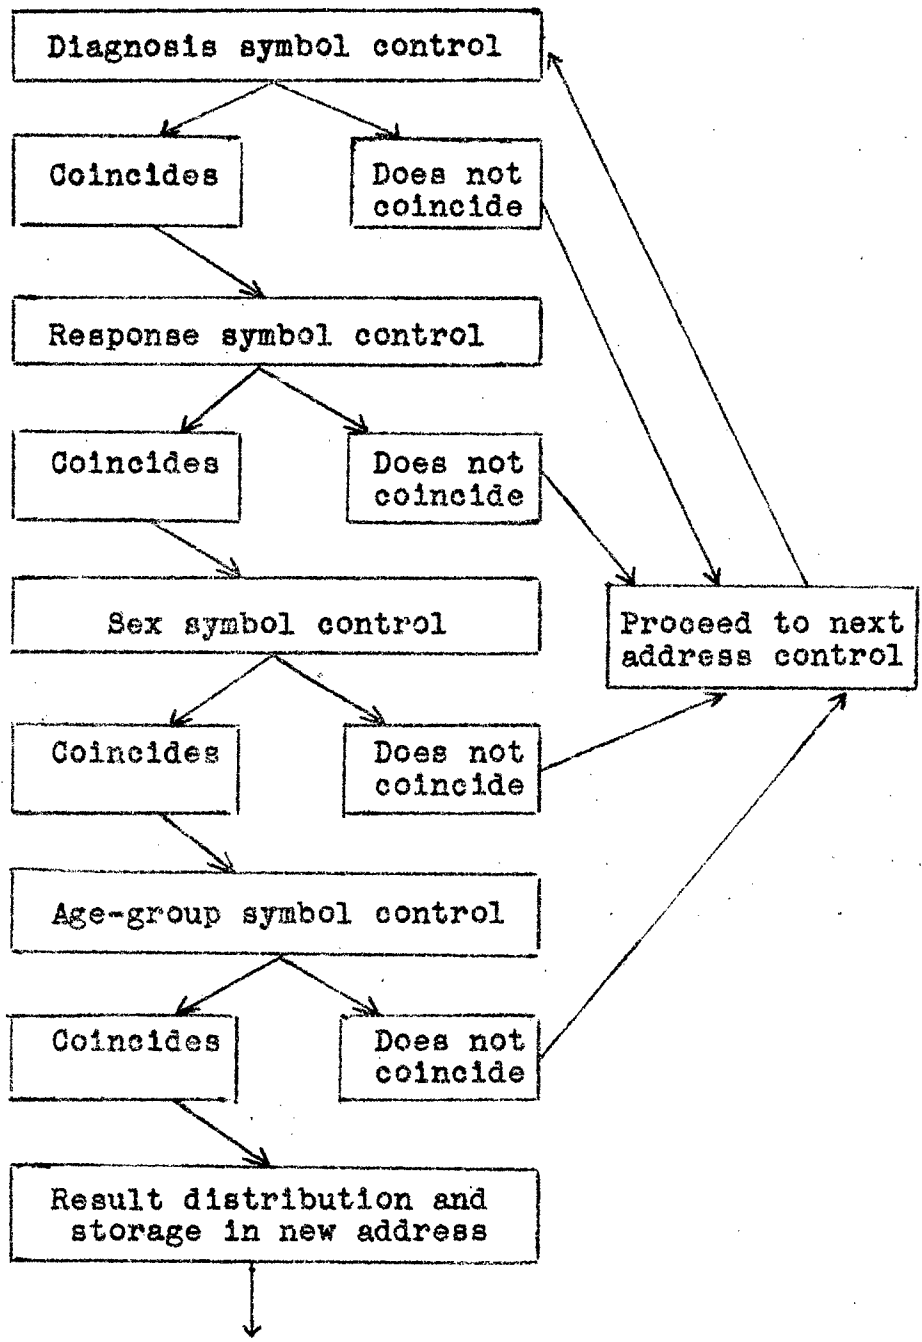 Diagnosis symbol control
Coincides
Does not
coincide
Response symbol control
Coincides
Does not
coincide
Sex symbol control
Proceed to next
address control
Coincides
Does not
coincide
Age-group symbol control
Coincides
Does not
coincide
Result distribution and
storage in new address